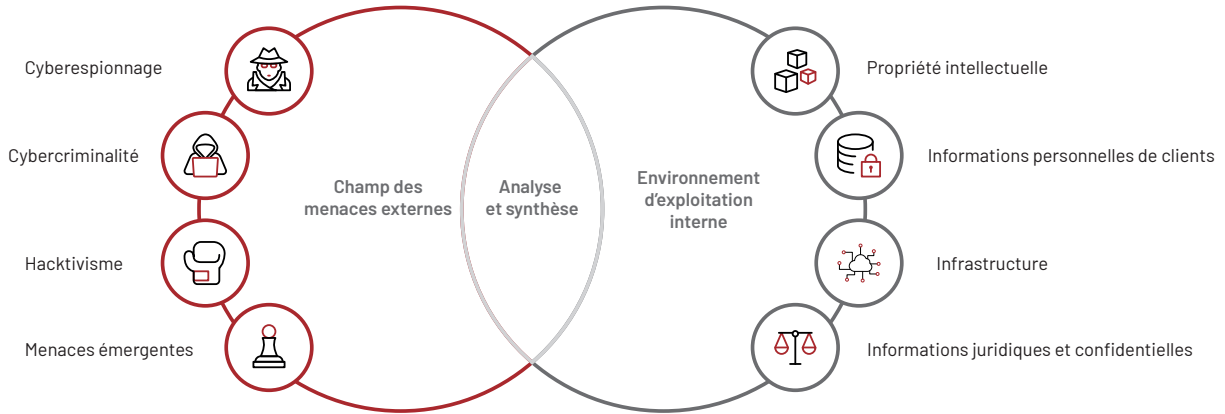 Cyberespionnage
Cybercriminalité
Hacktivisme
Menaces émergentes
Champ des
menaces externes
Analyse
et synthèse
Environnement
d’exploitation
interne
Propriété intellectuelle
Informations personnelles de clients
Infrastructure
Informations juridiques et confidentielles